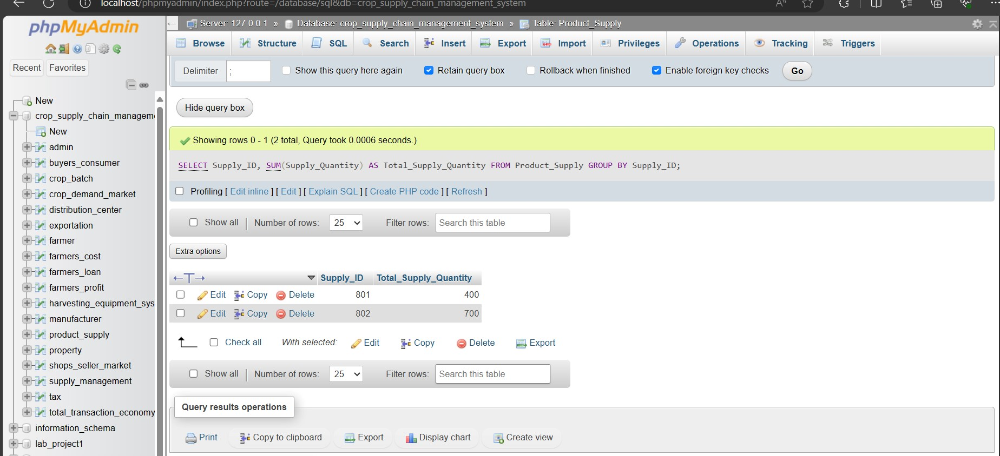 localhost/phpmyadmin/index.php?route=/database/sql&db=crop_supply_chain_management_system
phpMyAdmin
Recent Favorites
New
crop_supply_chain_managem
New
admin
buyers_consumer
crop_batch
crop_demand_market
distribution_center
exportation
farmer
farmers_cost
farmers_loan
farmers_profit
harvesting_equipment_sys
manufacturer
product_supply
property
shops_seller_market
supply_management
tax
total_transaction_economy
information_schema
lab_project1
Server: 127.0.0.1 » Database: crop_supply_chain_management_system » Table: Product_Supply
Browse Structure SQL Search Insert Export Import Privileges Operations Tracking Triggers
Delimiter ; Show this query here again Retain query box Rollback when finished Enable foreign key checks Go
Hide query box
Showing rows 0 - 1 (2 total, Query took 0.0006 seconds.)
SELECT Supply_ID, SUM(Supply_Quantity) AS Total_Supply_Quantity FROM Product_Supply GROUP BY Supply_ID;
Profiling [ Edit inline ] [ Edit ] [ Explain SQL ] [ Create PHP code ] [ Refresh ]
Show all | Number of rows: 25 Filter rows: Search this table
Extra options
←T→ Supply_ID Total_Supply_Quantity
Edit Copy Delete 801 400
Edit Copy Delete 802 700
Check all With selected: Edit Copy Delete Export
Show all | Number of rows: 25 Filter rows: Search this table
Query results operations
Print Copy to clipboard Export Display chart Create view